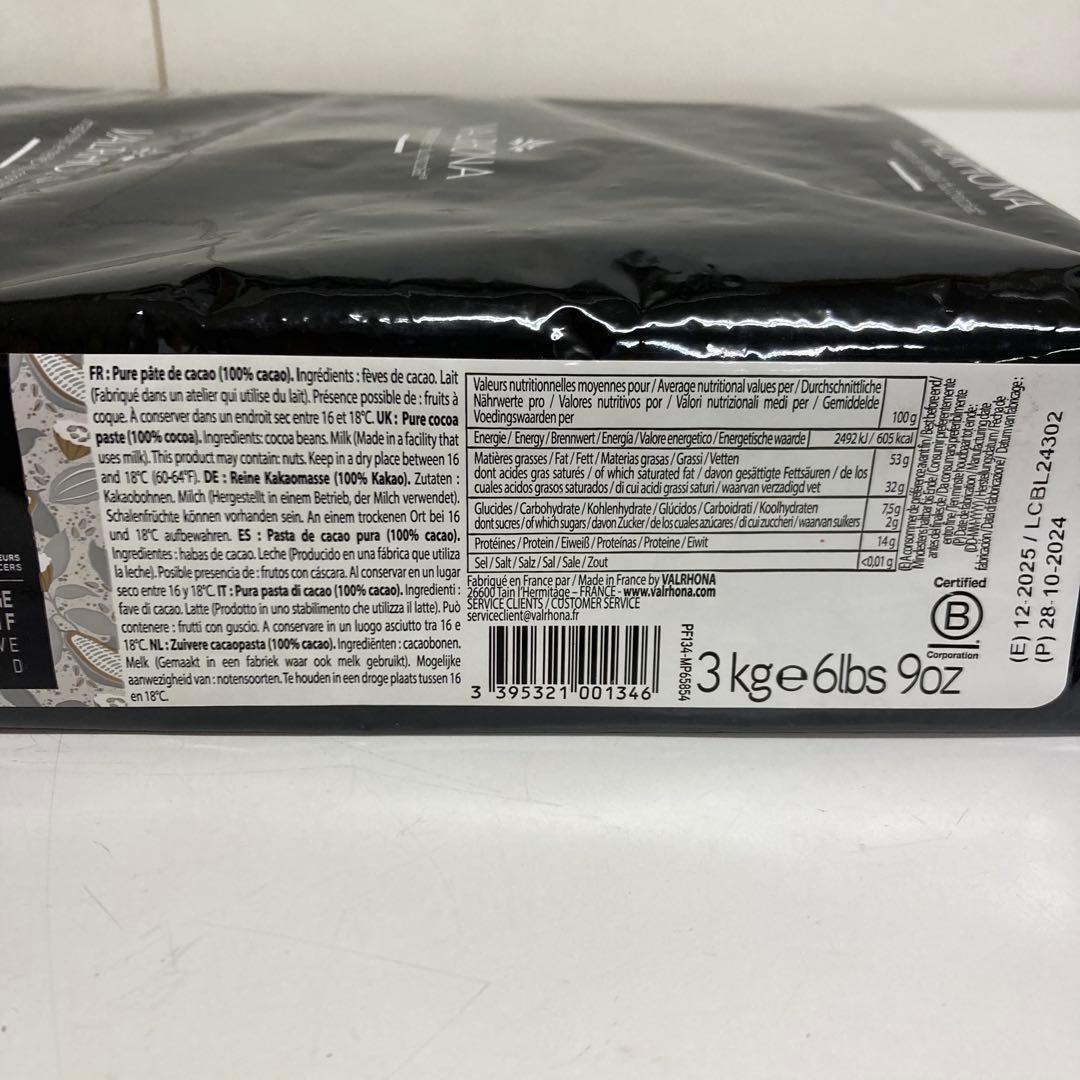 VALRHONA
VALRHONA
VALRHONA
FR : Pure pâte de cacao (100% cacao). Ingrédients : fèves de cacao. Lait
(Fabriqué dans un atelier qui utilise du lait). Présence possible de : fruits à
coque. À conserver dans un endroit sec entre 16 et 18°C. UK : Pure cocoa
paste (100% cocoa). Ingredients: cocoa beans. Milk (Made in a facility that
uses milk). This product may contain: nuts. Keep in a dry place between 16
and 18°C (60-64°F). DE : Reine Kakaomasse (100% Kakao). Zutaten :
Kakaobohnen. Milch (Hergestellt in einem Betrieb, der Milch verwendet).
Schalenfrüchte können vorhanden sein. An einem trockenen Ort bei 16
und 18°C aufbewahren. ES : Pasta de cacao pura (100% cacao).
Ingredientes : habas de cacao. Leche (Producido en una fábrica que utiliza
la leche). Posible presencia de : frutos con cáscara. Al conservar en un lugar
seco entre 16 y 18°C. IT : Pura pasta di cacao (100% cacao). Ingredienti :
fave di cacao. Latte (Prodotto in uno stabilimento che utilizza il latte). Può
contenere : frutti con guscio. A conservare in un luogo asciutto tra 16 e
18°C. NL : Zuivere cacaopasta (100% cacao). Ingrediënten : cacaobonen.
Melk (Gemaakt in een fabriek waar ook melk gebruikt). Mogelijke
aanwezigheid van : notensoorten. Te houden in een droge plaats tussen 16
en 18°C.
Valeurs nutritionnelles moyennes pour / Average nutritional values per / Durchschnittliche
Nährwerte pro / Valores nutritivos por / Valori nutrizionali medi per / Gemiddelde
Voedingswaarden per 100 g
Energie / Energy / Brennwert / Energía / Valore energetico / Energetische waarde 2492 kJ / 605 kcal
Matières grasses / Fat / Fett / Materias grasas / Grassi / Vetten 53 g
dont acides gras saturés / of which saturated fat / davon gesättigte Fettsäuren / de los
cuales acidos grasos saturados / di cui acidi grassi saturi / waarvan verzadigd vet 32 g
Glucides / Carbohydrate / Kohlenhydrate / Glúcidos / Carboidrati / Koolhydraten 7,5 g
dont sucres / of which sugars / davon Zucker / de los cuales azúcares / di cui zuccheri / waarvan suikers 2 g
Protéines / Protein / Eiweiß / Proteínas / Proteine / Eiwit 14 g
Sel / Salt / Salz / Sal / Sale / Zout <0,01 g
Fabriqué en France par / Made in France by VALRHONA
26600 Tain l'Hermitage – FRANCE - www.valrhona.com
SERVICE CLIENTS / CUSTOMER SERVICE
serviceclient@valrhona.fr
3 395321 001346
PF134-MP65854
3 kg e 6lbs 9oz
Certified
B
Corporation
(E) 12-2025 / LCBL24302
(P) 28-10-2024